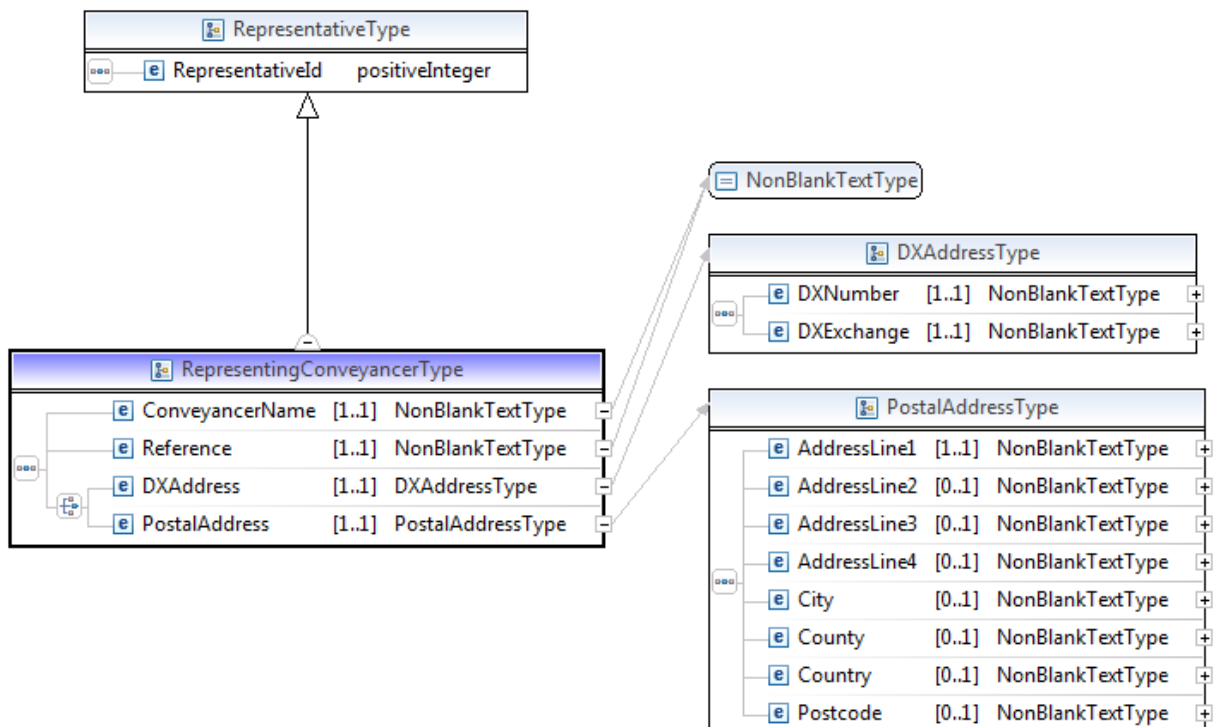 RepresentativeType
RepresentativeId positiveInteger
NonBlankTextType
DXAddressType
DXNumber [1..1] NonBlankTextType
DXExchange [1..1] NonBlankTextType
RepresentingConveyancerType
ConveyancerName [1..1] NonBlankTextType
Reference [1..1] NonBlankTextType
DXAddress [1..1] DXAddressType
PostalAddress [1..1] PostalAddressType
PostalAddressType
AddressLine1 [1..1] NonBlankTextType
AddressLine2 [0..1] NonBlankTextType
AddressLine3 [0..1] NonBlankTextType
AddressLine4 [0..1] NonBlankTextType
City [0..1] NonBlankTextType
County [0..1] NonBlankTextType
Country [0..1] NonBlankTextType
Postcode [0..1] NonBlankTextType